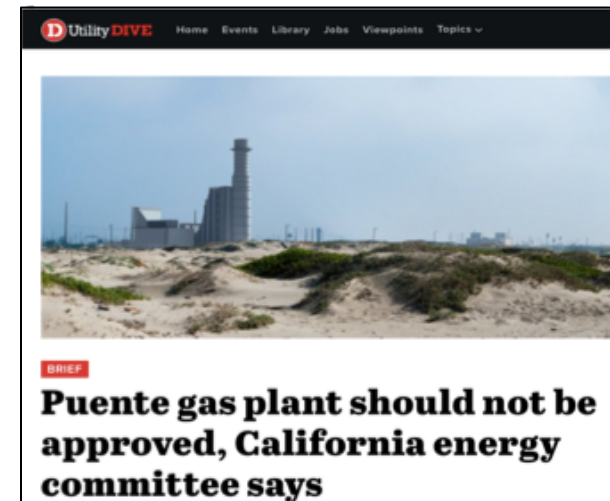 D Utility DIVE Home Events Library Jobs Viewpoints Topics
BRIEF
Puente gas plant should not be
approved, California energy
committee says